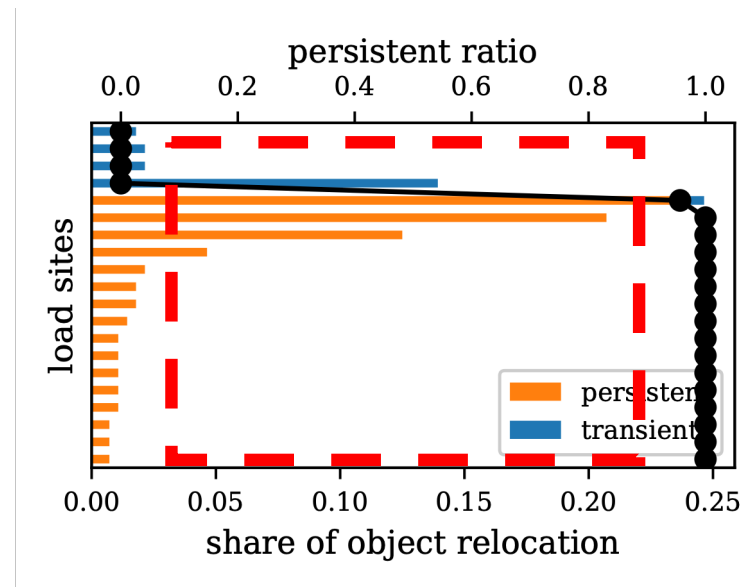 persistent ratio
0.0 0.2 0.4 0.6 0.8 1.0
load sites
persistent
transient
0.00 0.05 0.10 0.15 0.20 0.25
share of object relocation